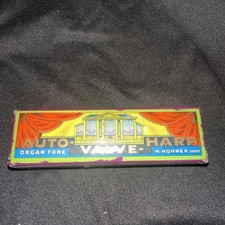 AUTO- HARP
-VALVE-
ORGAN TONE M. HOHNER